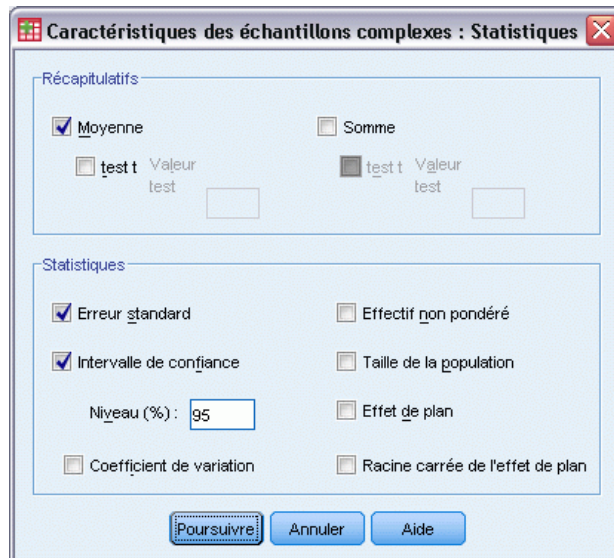 Caractéristiques des échantillons complexes : Statistiques
Récapitulatifs
Moyenne
Somme
test t Valeur test
test t Valeur test
Statistiques
Erreur standard
Effectif non pondéré
Intervalle de confiance
Taille de la population
Niveau (%) : 95
Effet de plan
Coefficient de variation
Racine carrée de l'effet de plan
Poursuivre Annuler Aide